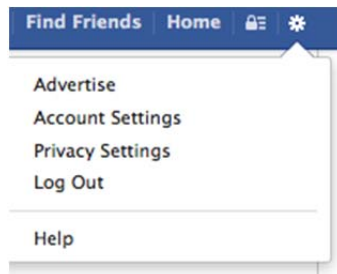 Find Friends Home
Advertise
Account Settings
Privacy Settings
Log Out
Help